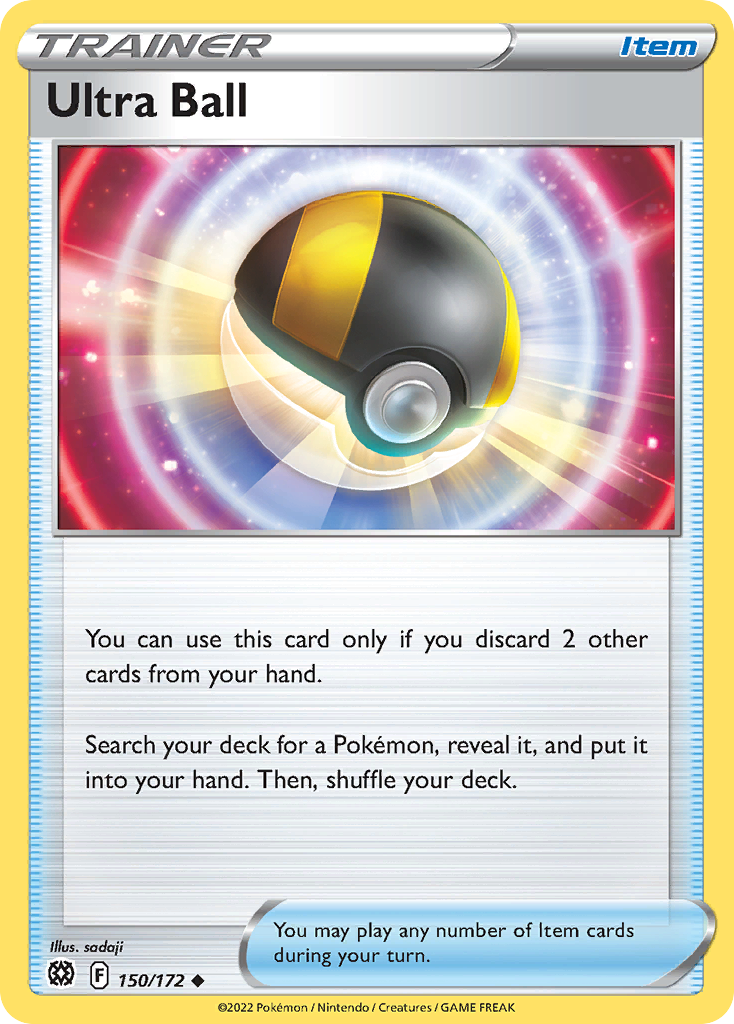 TRAINER
Item
Ultra Ball
You can use this card only if you discard 2 other
cards from your hand.
Search your deck for a Pokémon, reveal it, and put it
into your hand. Then, shuffle your deck.
You may play any number of Item cards
during your turn.
Illus. sadaji
F 150/172
©2022 Pokémon / Nintendo / Creatures / GAME FREAK